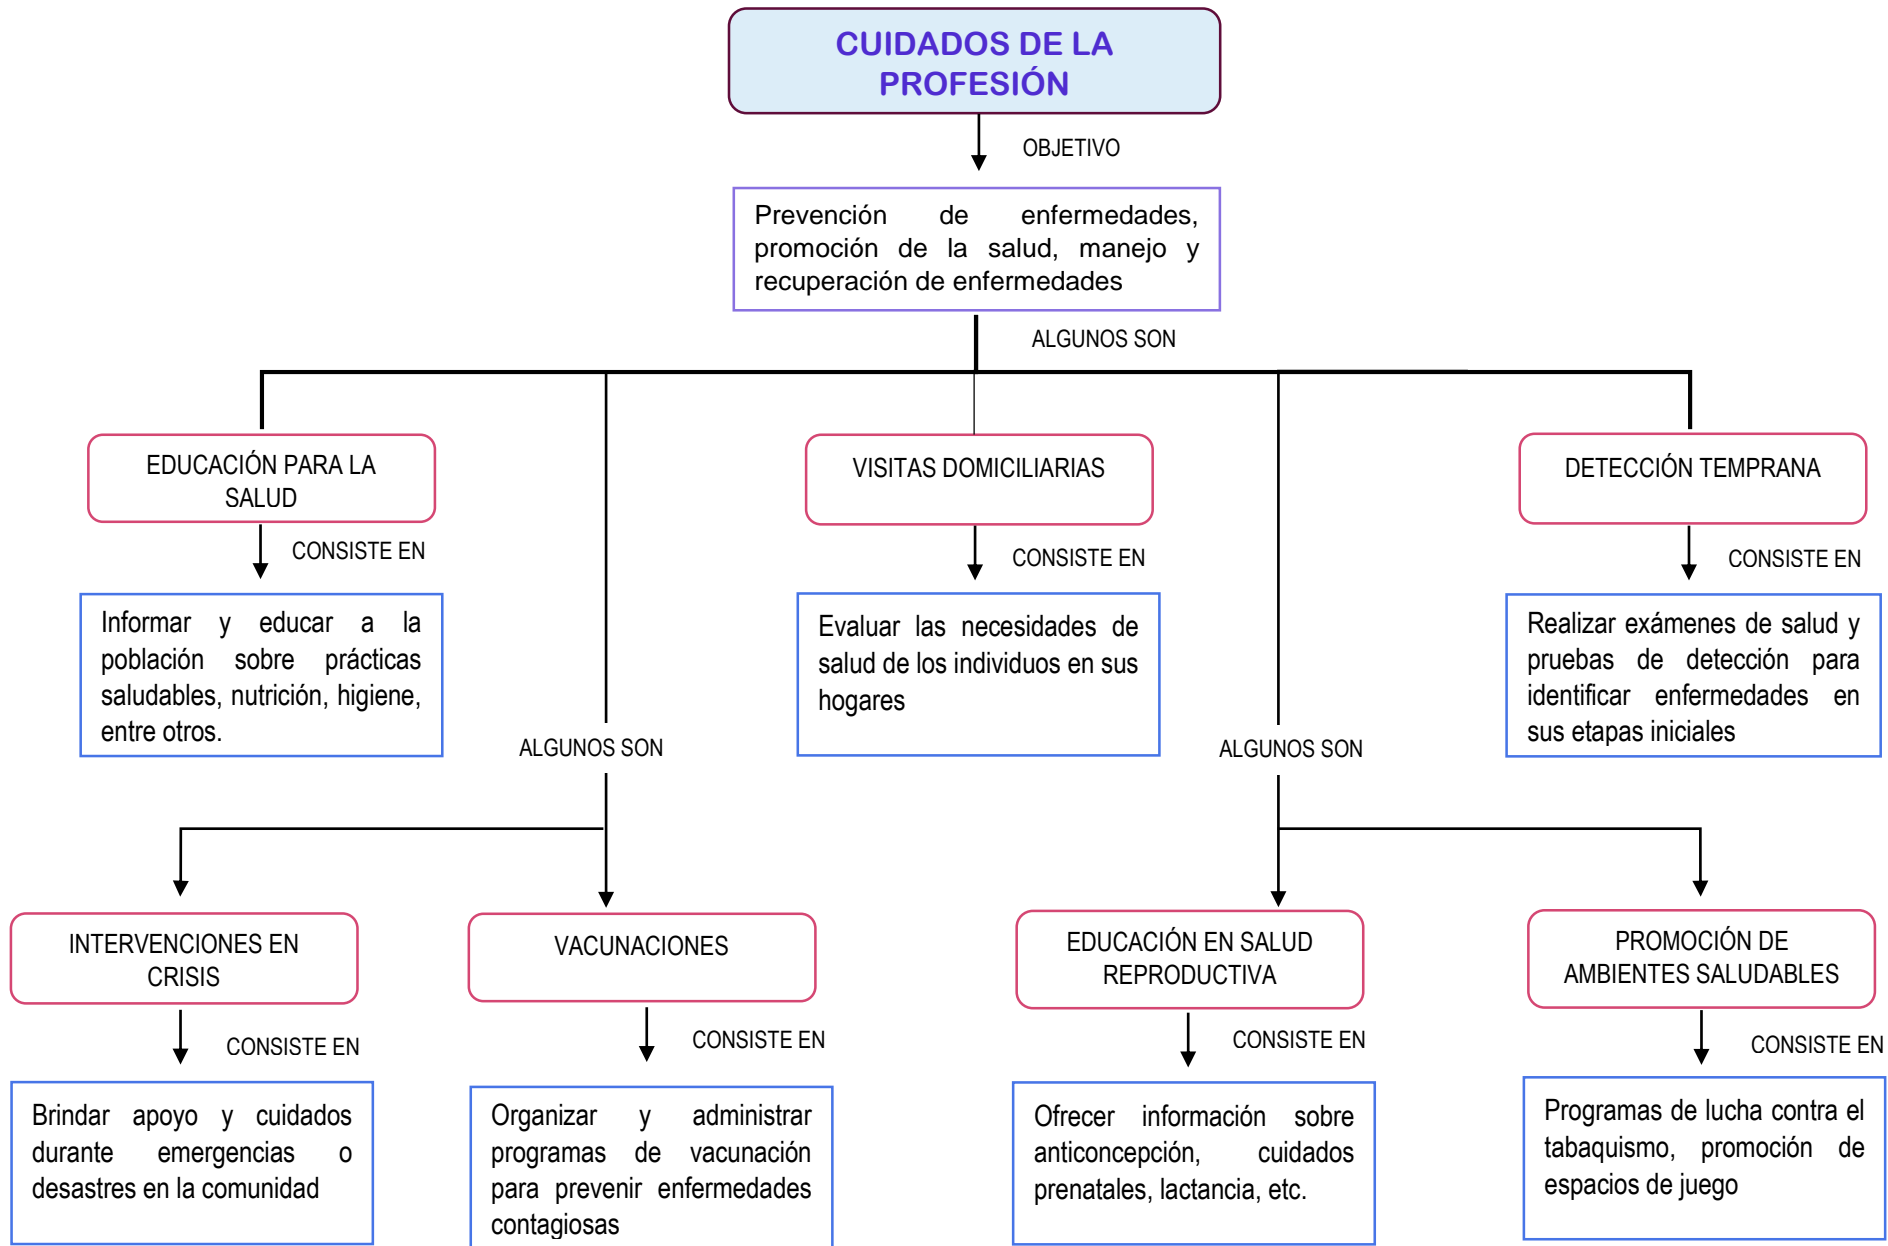 CUIDADOS DE LA
PROFESIÓN
OBJETIVO
Prevención de enfermedades,
promoción de la salud, manejo y
recuperación de enfermedades
ALGUNOS SON
EDUCACIÓN PARA LA
SALUD
VISITAS DOMICILIARIAS
DETECCIÓN TEMPRANA
CONSISTE EN
CONSISTE EN
CONSISTE EN
Informar y educar a la
población sobre prácticas
saludables, nutrición, higiene,
entre otros.
Evaluar las necesidades de
salud de los individuos en sus
hogares
Realizar exámenes de salud y
pruebas de detección para
identificar enfermedades en
sus etapas iniciales
ALGUNOS SON
ALGUNOS SON
INTERVENCIONES EN
CRISIS
VACUNACIONES
EDUCACIÓN EN SALUD
REPRODUCTIVA
PROMOCIÓN DE
AMBIENTES SALUDABLES
CONSISTE EN
CONSISTE EN
CONSISTE EN
CONSISTE EN
Brindar apoyo y cuidados
durante emergencias o
desastres en la comunidad
Organizar y administrar
programas de vacunación
para prevenir enfermedades
contagiosas
Ofrecer información sobre
anticoncepción, cuidados
prenatales, lactancia, etc.
Programas de lucha contra el
tabaquismo, promoción de
espacios de juego